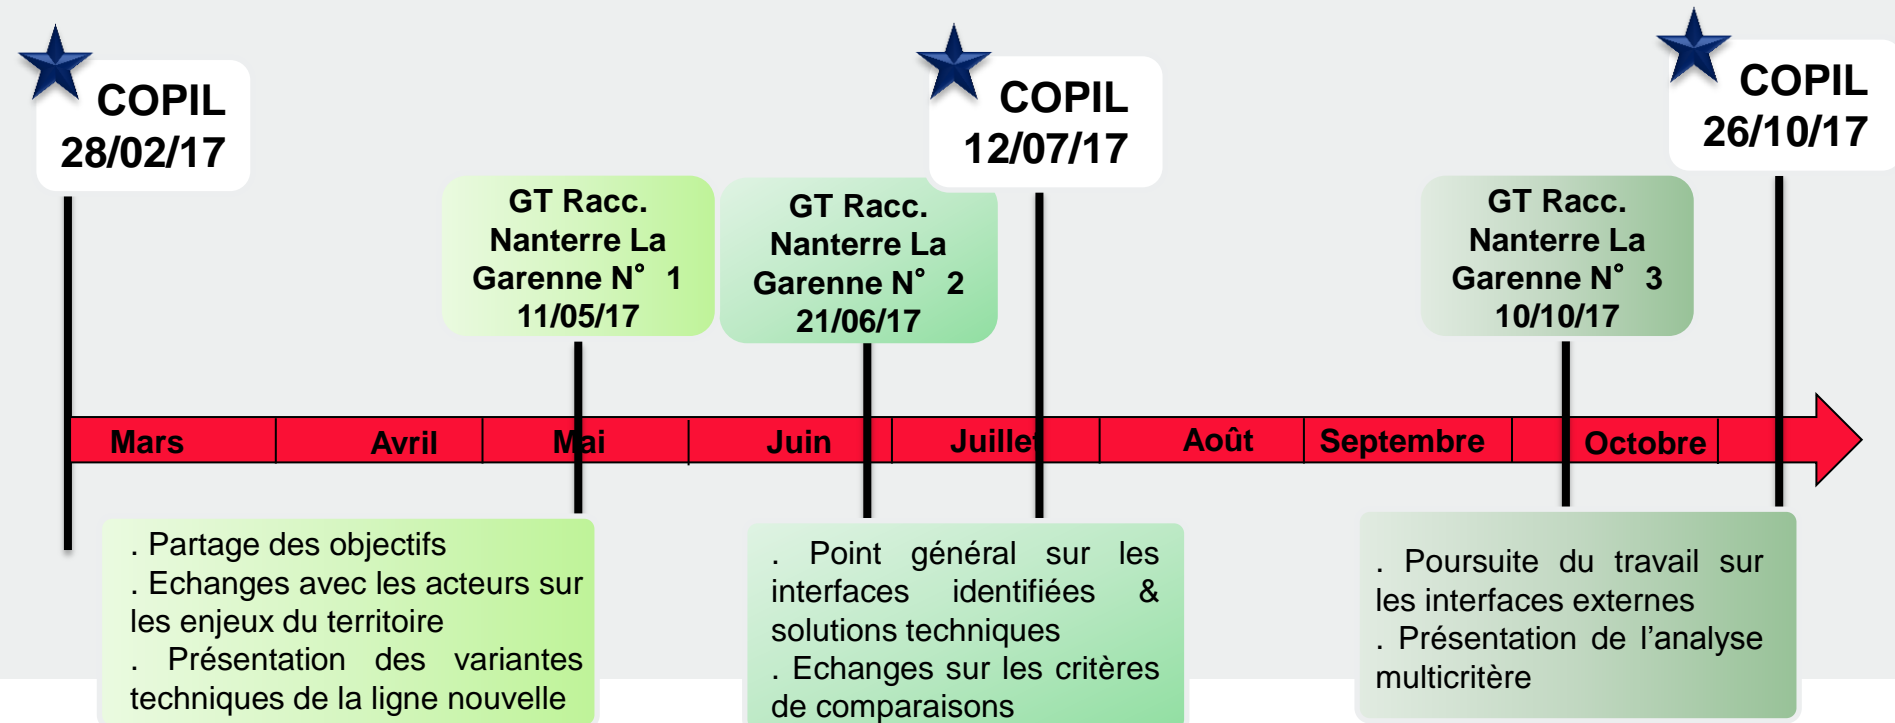 COPIL
28/02/17
COPIL
12/07/17
COPIL
26/10/17
GT Racc.
Nanterre La
Garenne N° 1
11/05/17
GT Racc.
Nanterre La
Garenne N° 2
21/06/17
GT Racc.
Nanterre La
Garenne N° 3
10/10/17
Mars Avril Mai Juin Juillet Août Septembre Octobre
. Partage des objectifs
. Echanges avec les acteurs sur
les enjeux du territoire
. Présentation des variantes
techniques de la ligne nouvelle
. Point général sur les
interfaces identifiées &
solutions techniques
. Echanges sur les critères
de comparaisons
. Poursuite du travail sur
les interfaces externes
. Présentation de l’analyse
multicritère